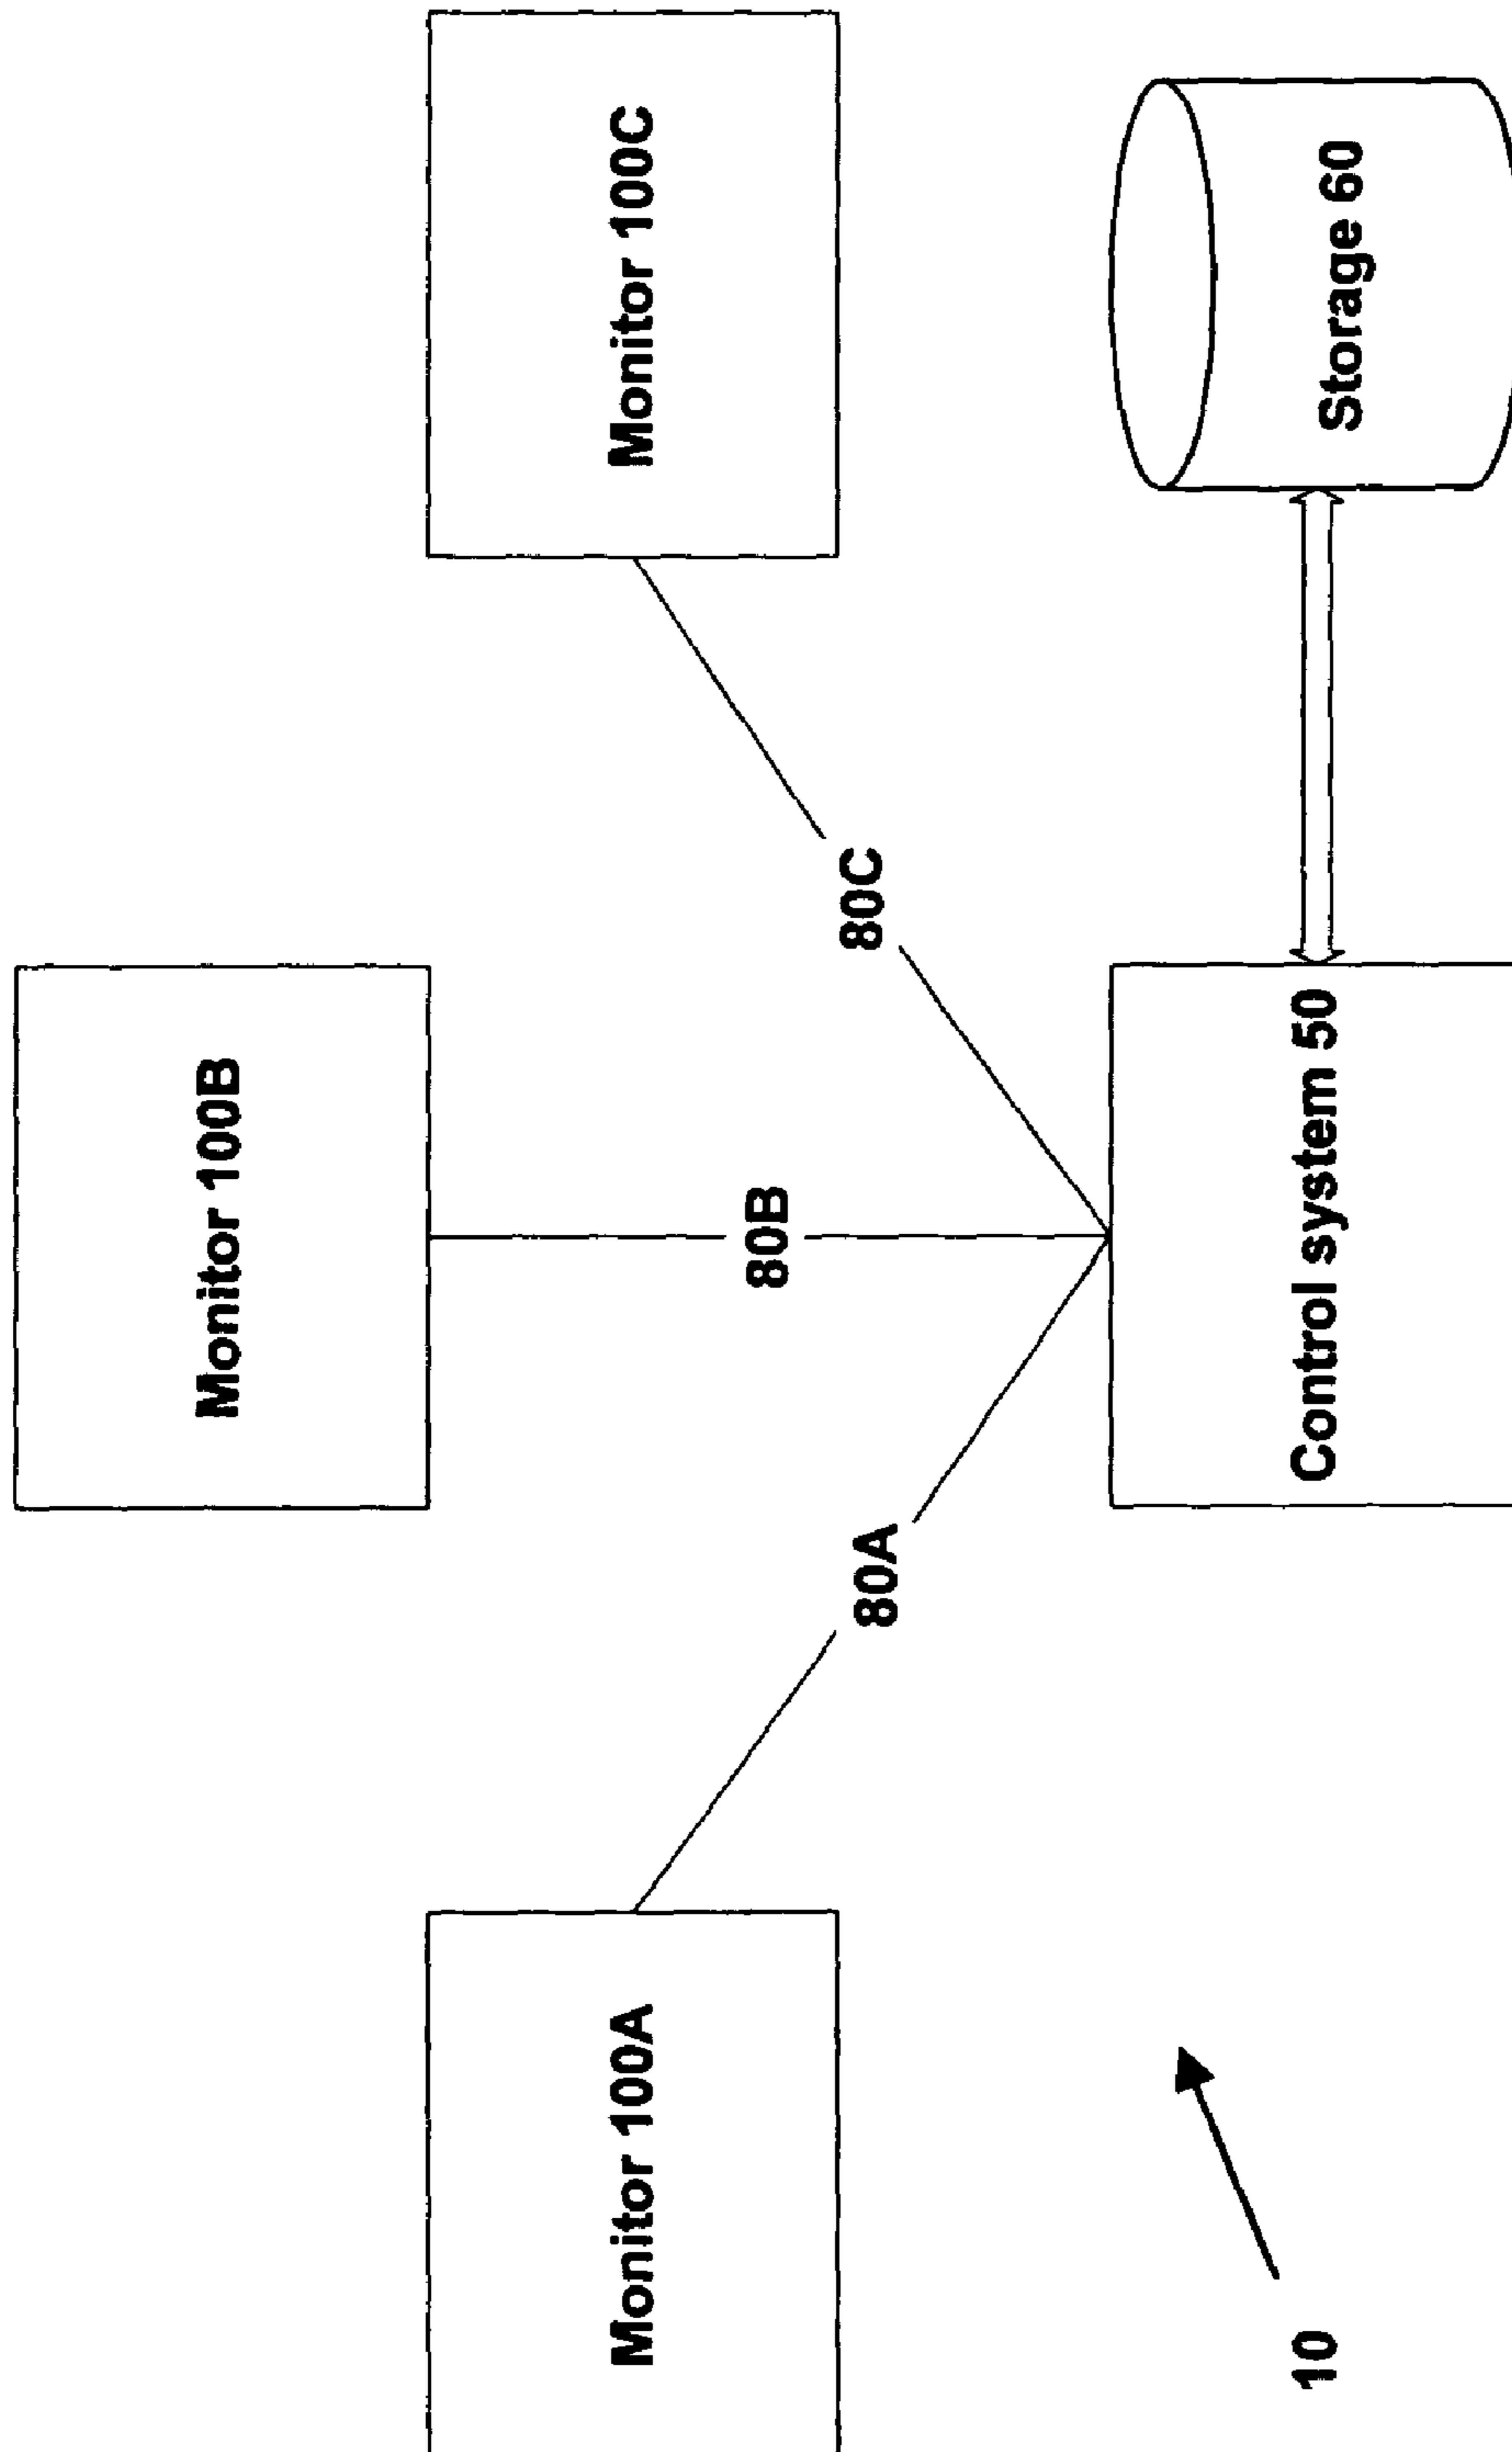 Monitor 100B
Monitor 100A
Monitor 100C
80B
80A
80C
10
Control system 50
Storage 60